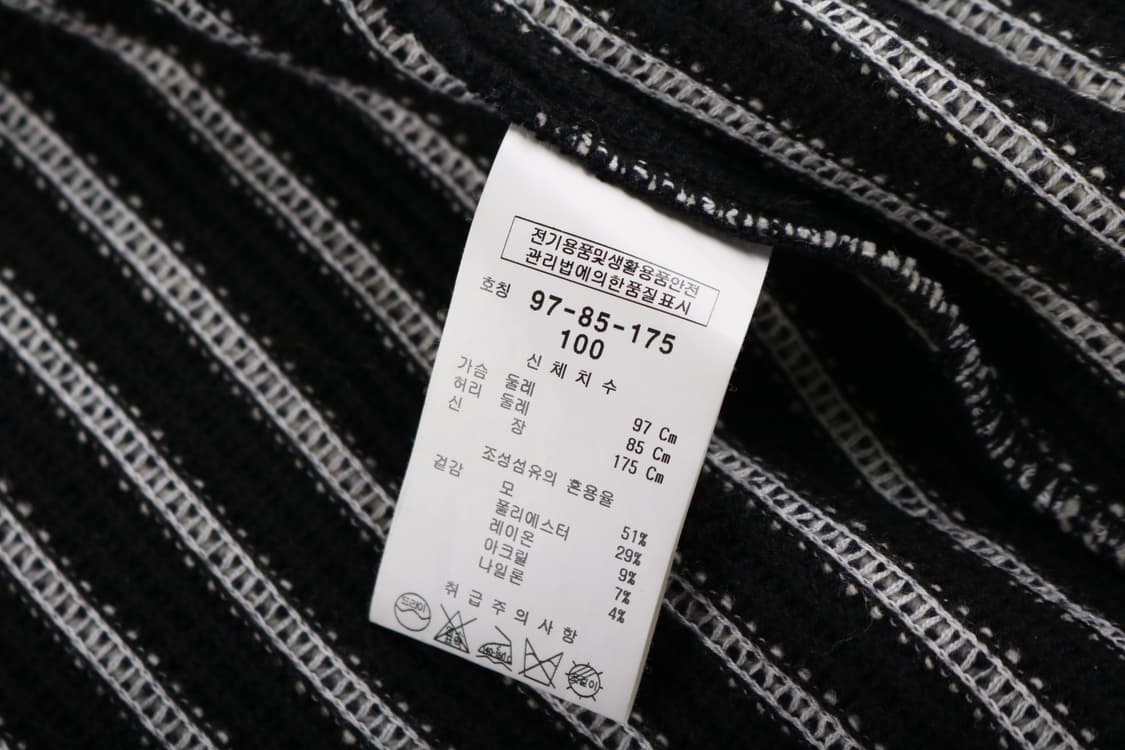 전기용품및생활용품안전
관리법에의한품질표시
호칭 97-85-175
100
신 체 치 수
가슴 둘레 97 Cm
허리 둘레 85 Cm
신 장 175 Cm
조성섬유의 혼용율
겉감
모 51%
폴리에스터 29%
레이온 9%
아크릴 7%
나일론 4%
취 급 주 의 사 항
드라이